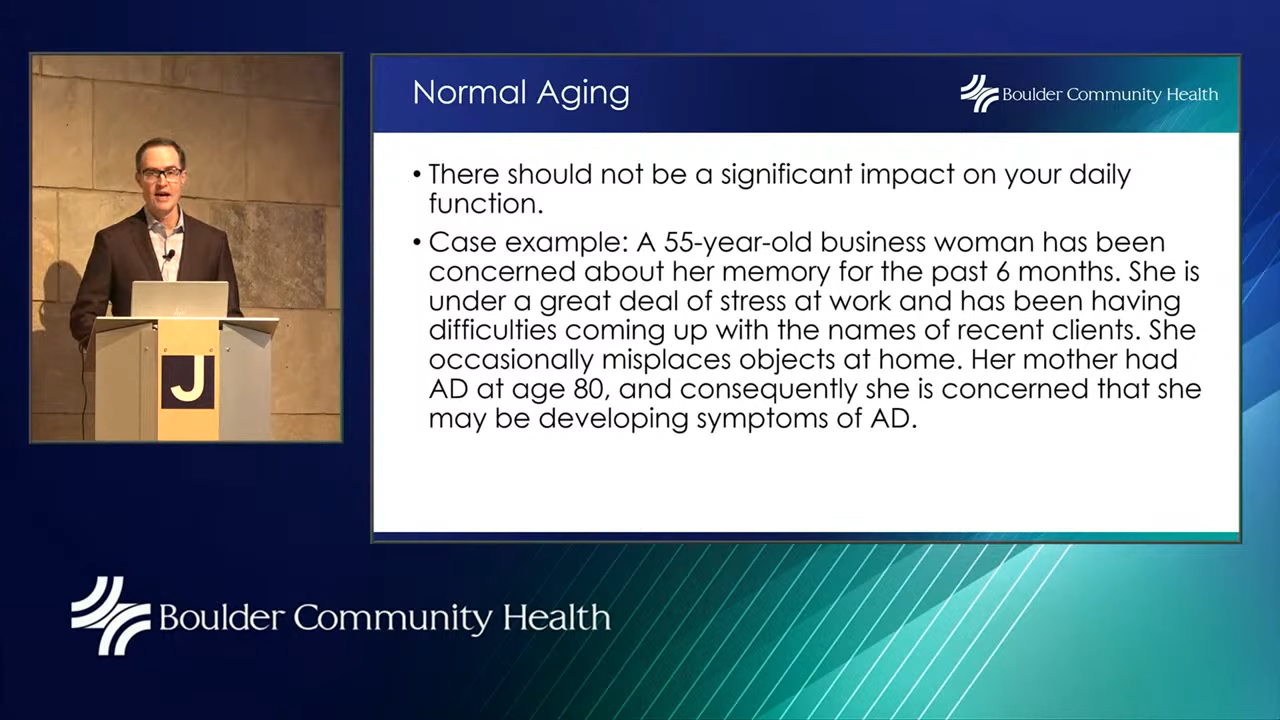 Normal Aging
Boulder Community Health
• There should not be a significant impact on your daily
function.
• Case example: A 55-year-old business woman has been
concerned about her memory for the past 6 months. She is
under a great deal of stress at work and has been having
difficulties coming up with the names of recent clients. She
occasionally misplaces objects at home. Her mother had
AD at age 80, and consequently she is concerned that she
may be developing symptoms of AD.
J
Boulder Community Health